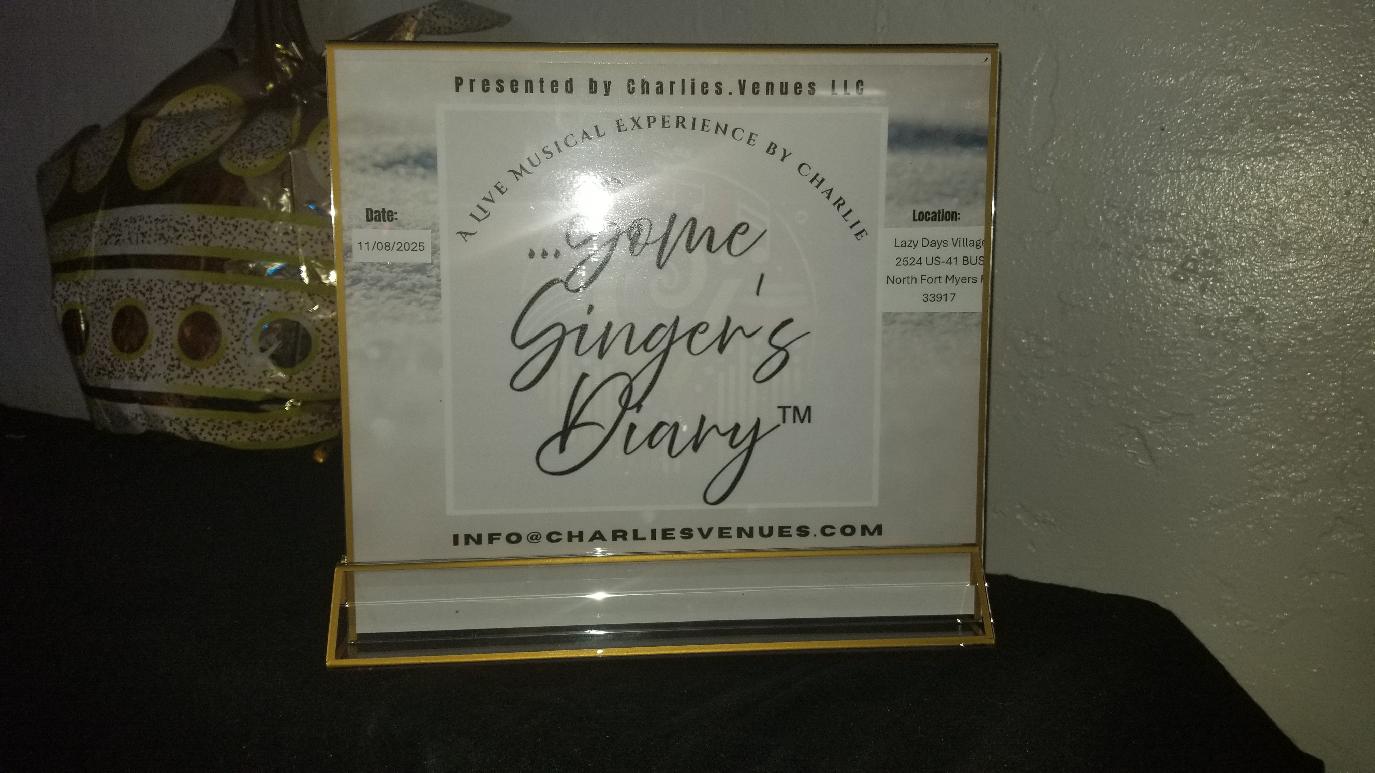 Presented by Charlies.Venues LLC
A Live Musical Experience by Charlie
Date:
11/08/2025
...Some
Singer's
Diary™
Location:
Lazy Days Village
2524 US-41 BUS
North Fort Myers
33917
INFO@CHARLIESVENUES.COM